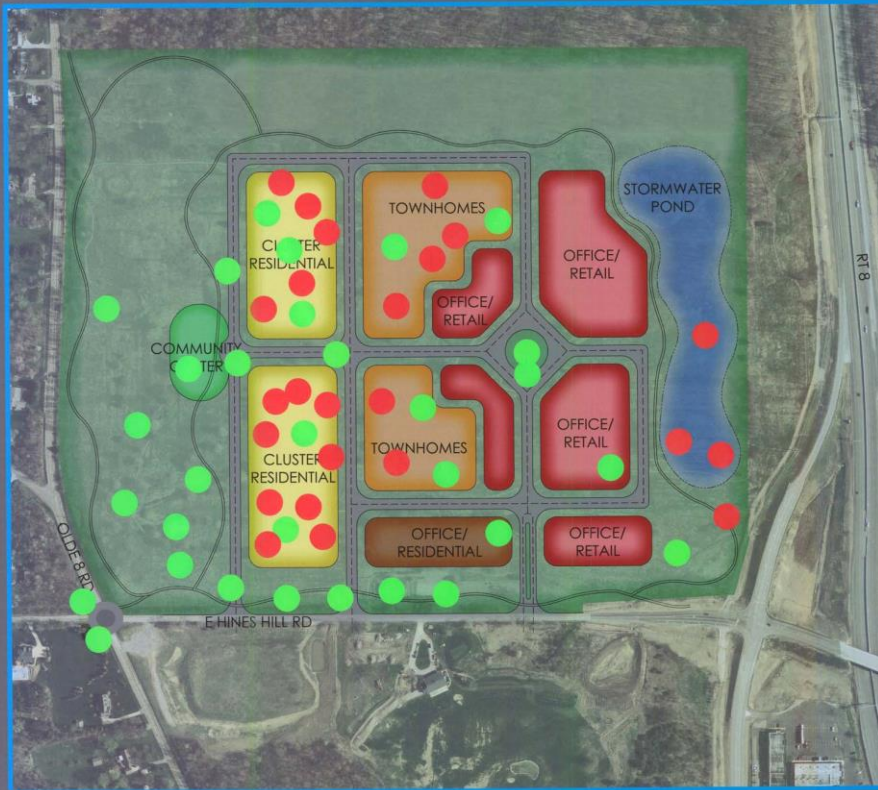 STORMWATER
POND
TOWNHOMES
CLUSTER
RESIDENTIAL
OFFICE/
RETAIL
OFFICE/
RETAIL
RT 8
COMMUNITY
CENTER
OFFICE/
RETAIL
TOWNHOMES
CLUSTER
RESIDENTIAL
OFFICE/
RESIDENTIAL
OFFICE/
RETAIL
OLDE 8 RD
E HINES HILL RD